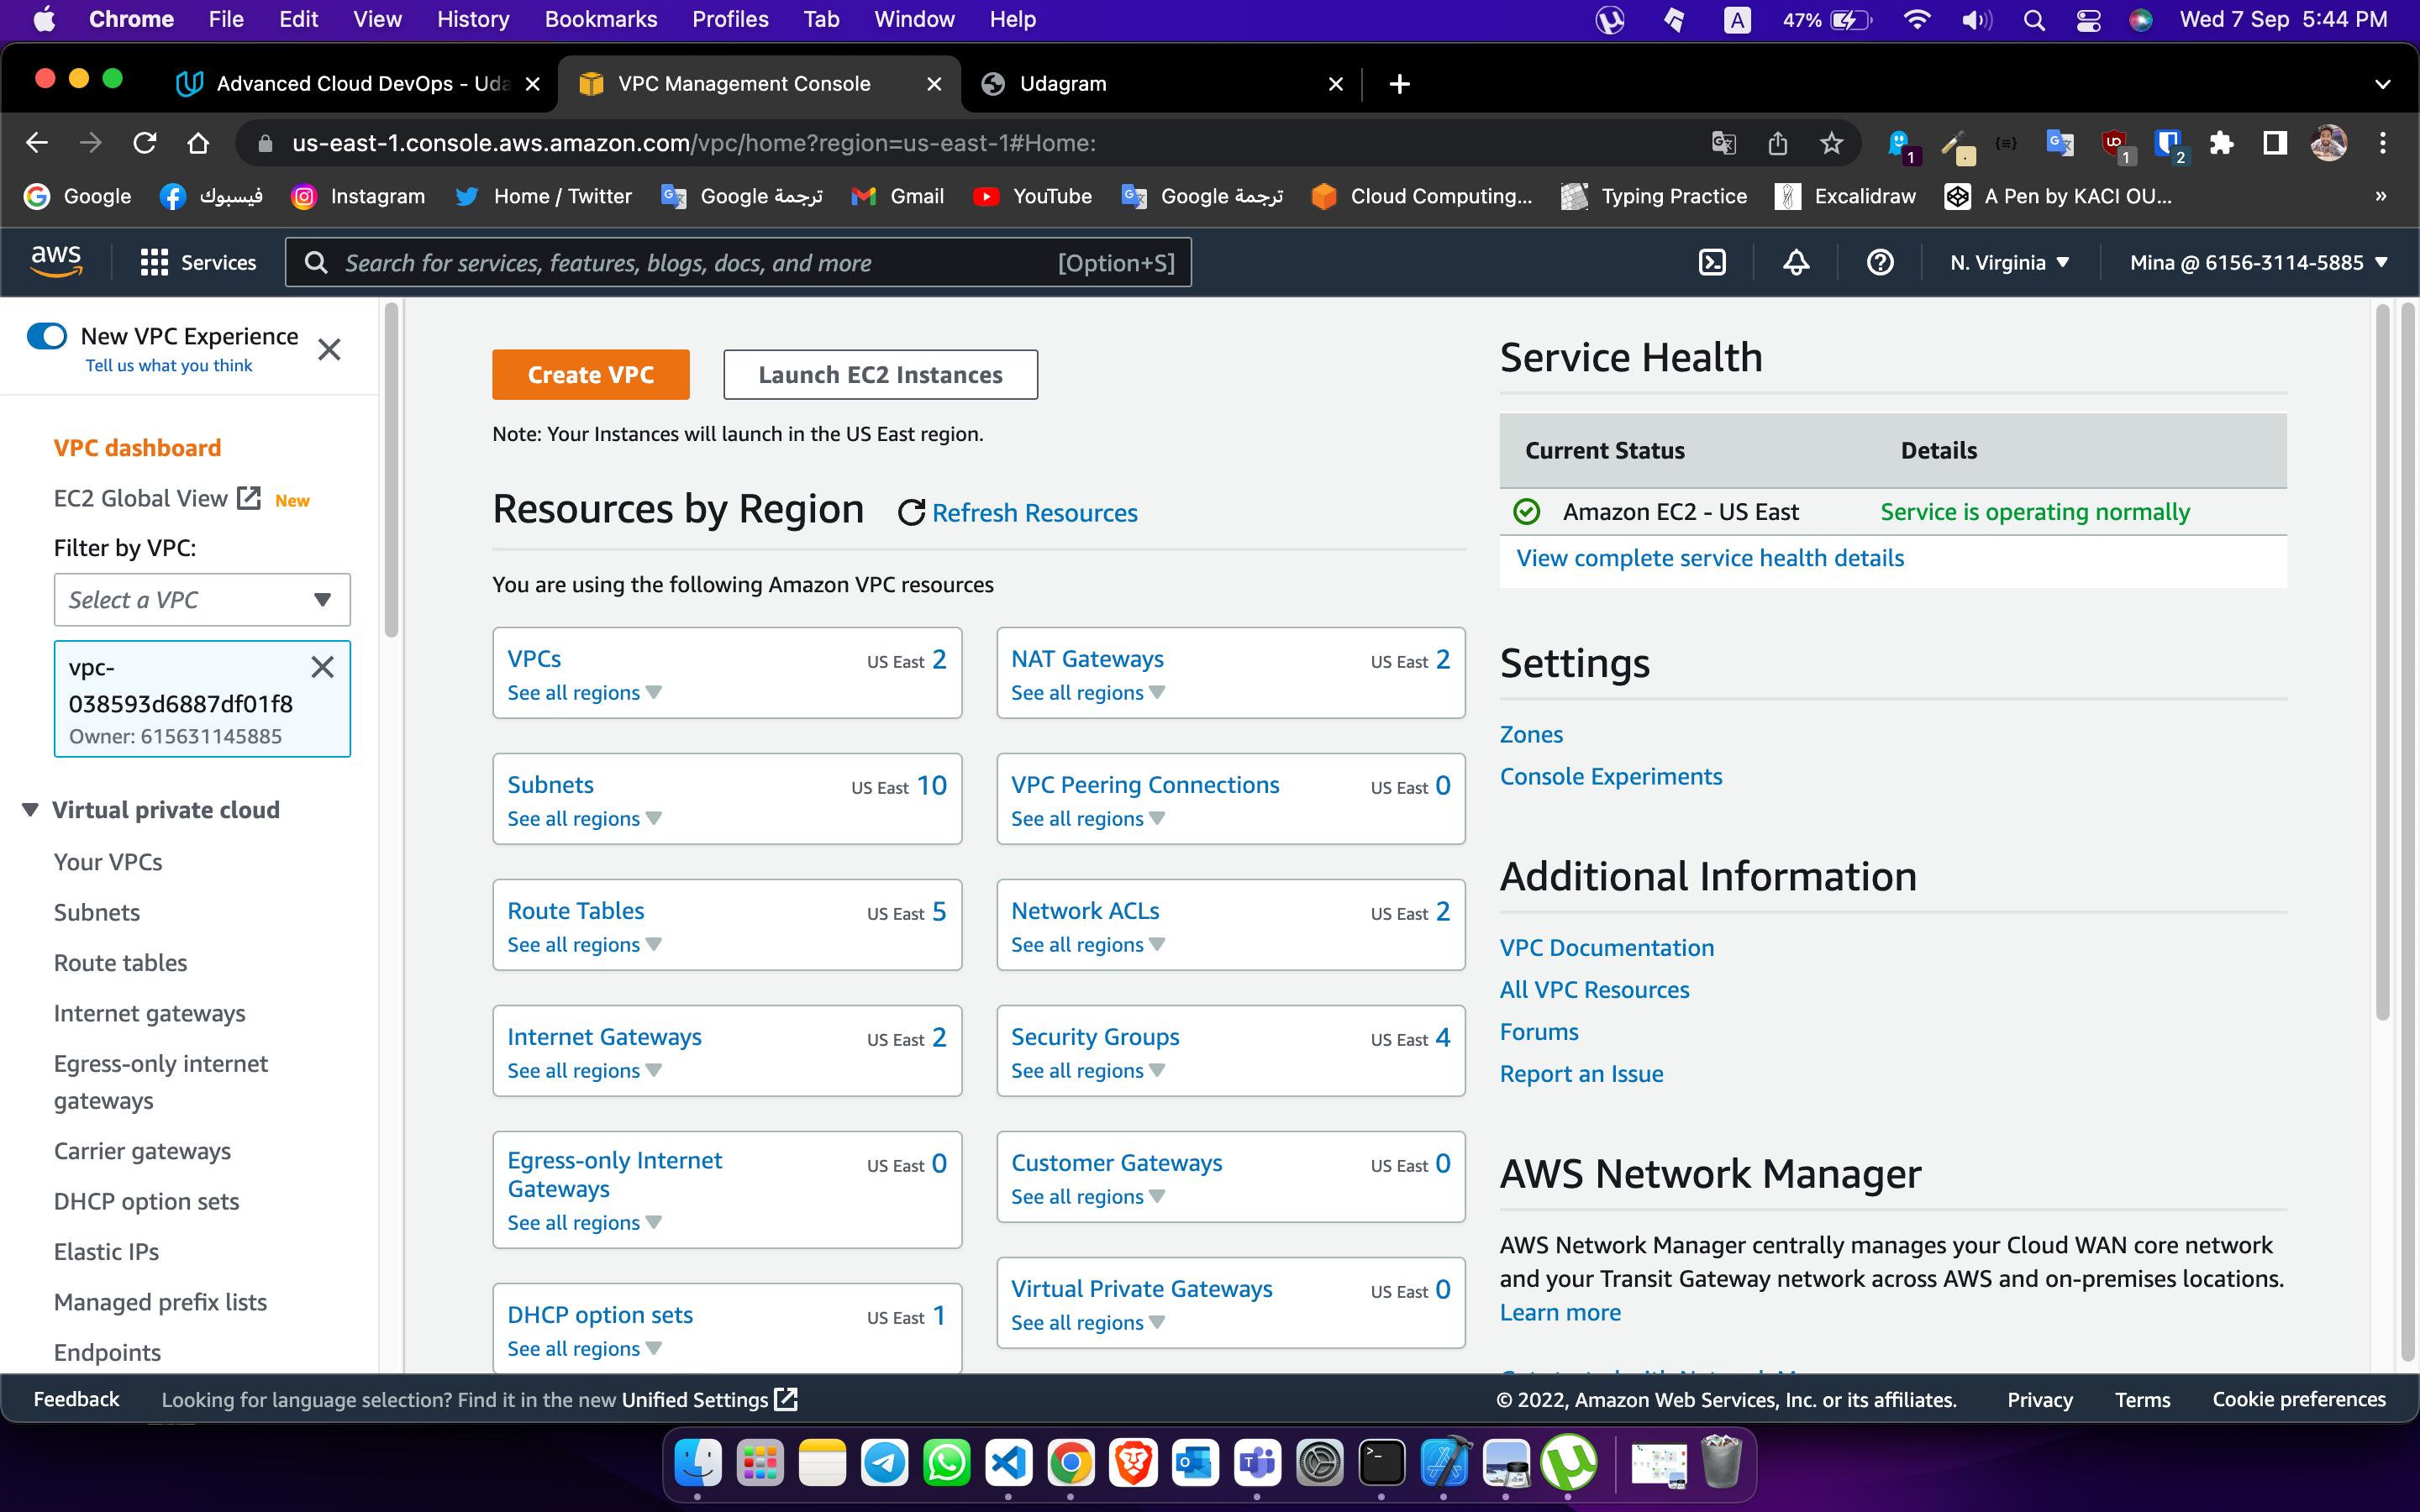 Chrome File Edit View History Bookmarks Profiles Tab Window Help A 47% Wed 7 Sep 5:44 PM
Advanced Cloud DevOps - Uda VPC Management Console Udagram
us-east-1.console.aws.amazon.com/vpc/home?region=us-east-1#Home: 1 1 2
Google فيسبوك Instagram Home / Twitter ترجمة Google Gmail YouTube ترجمة Google Cloud Computing... Typing Practice Excalidraw A Pen by KACI OU... »
aws Services Search for services, features, blogs, docs, and more [Option+S] N. Virginia Mina @ 6156-3114-5885
New VPC Experience
Tell us what you think
VPC dashboard
EC2 Global View New
Filter by VPC:
Select a VPC
vpc-
038593d6887df01f8
Owner: 615631145885
Virtual private cloud
Your VPCs
Subnets
Route tables
Internet gateways
Egress-only internet
gateways
Carrier gateways
DHCP option sets
Elastic IPs
Managed prefix lists
Endpoints
Create VPC Launch EC2 Instances
Note: Your Instances will launch in the US East region.
Resources by Region Refresh Resources
You are using the following Amazon VPC resources
VPCs US East 2
See all regions
NAT Gateways US East 2
See all regions
Subnets US East 10
See all regions
VPC Peering Connections US East 0
See all regions
Route Tables US East 5
See all regions
Network ACLs US East 2
See all regions
Internet Gateways US East 2
See all regions
Security Groups US East 4
See all regions
Egress-only Internet US East 0
Gateways
See all regions
Customer Gateways US East 0
See all regions
DHCP option sets US East 1
See all regions
Virtual Private Gateways US East 0
See all regions
Service Health
Current Status Details
Amazon EC2 - US East Service is operating normally
View complete service health details
Settings
Zones
Console Experiments
Additional Information
VPC Documentation
All VPC Resources
Forums
Report an Issue
AWS Network Manager
AWS Network Manager centrally manages your Cloud WAN core network
and your Transit Gateway network across AWS and on-premises locations.
Learn more
Feedback Looking for language selection? Find it in the new Unified Settings © 2022, Amazon Web Services, Inc. or its affiliates. Privacy Terms Cookie preferences